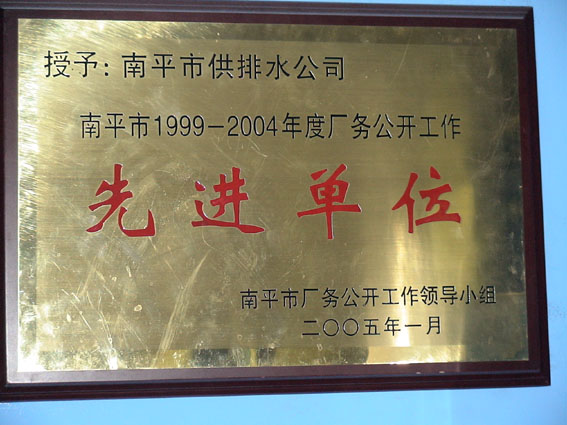 授予：南平市供排水公司
南平市1999－2004年度厂务公开工作
先进单位
南平市厂务公开工作领导小组
二〇〇五年一月